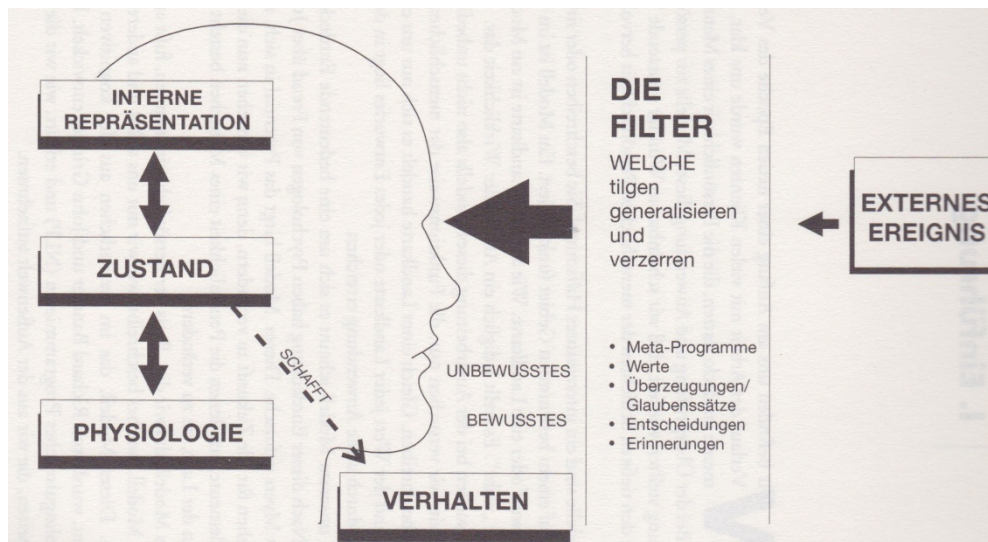 INTERNE
REPRÄSENTATION
ZUSTAND
SCHAFFT
PHYSIOLOGIE
VERHALTEN
UNBEWUSSTES
BEWUSSTES
DIE
FILTER
WELCHE
tilgen
generalisieren
und
verzerren
• Meta-Programme
• Werte
• Überzeugungen/
Glaubenssätze
• Entscheidungen
• Erinnerungen
EXTERNES
EREIGNIS